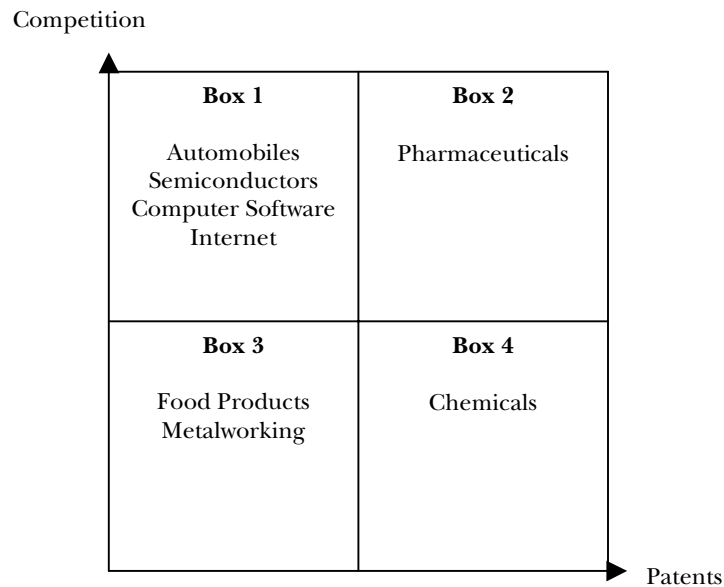 Competition
Box 1
Automobiles
Semiconductors
Computer Software
Internet
Box 2
Pharmaceuticals
Box 3
Food Products
Metalworking
Box 4
Chemicals
Patents